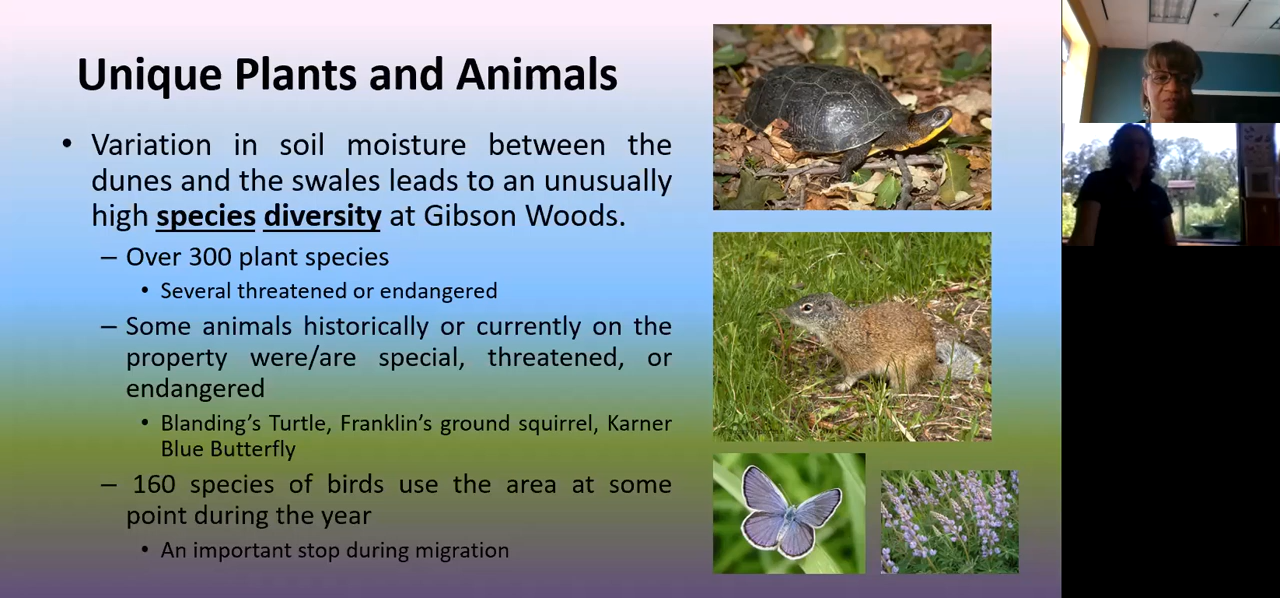 Unique Plants and Animals
• Variation in soil moisture between the
dunes and the swales leads to an unusually
high species diversity at Gibson Woods.
– Over 300 plant species
• Several threatened or endangered
– Some animals historically or currently on the
property were/are special, threatened, or
endangered
• Blanding's Turtle, Franklin's ground squirrel, Karner
Blue Butterfly
– 160 species of birds use the area at some
point during the year
• An important stop during migration